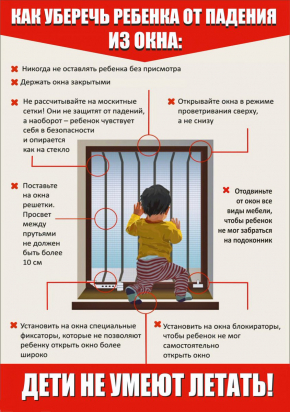 КАК УБЕРЕЧЬ РЕБЕНКА ОТ ПАДЕНИЯ
ИЗ ОКНА:
Никогда не оставлять ребенка без присмотра
Держать окна закрытыми
Не рассчитывайте на москитные
сетки! Они не защитят от падений,
а наоборот – ребенок чувствует
себя в безопасности
и опирается
как на стекло
Открывайте окна в режиме
проветривания сверху,
а не снизу
Поставьте
на окна
решетки.
Просвет
между
прутьями
не должен
быть более
10 см
Отодвиньте
от окон все
виды мебели,
чтобы ребенок
не мог забраться
на подоконник
Установить на окна специальные
фиксаторы, которые не позволяют
ребенку открыть окно более
широко
Установить на окна блокираторы,
чтобы ребенок не мог
самостоятельно
открыть окно
ДЕТИ НЕ УМЕЮТ ЛЕТАТЬ!